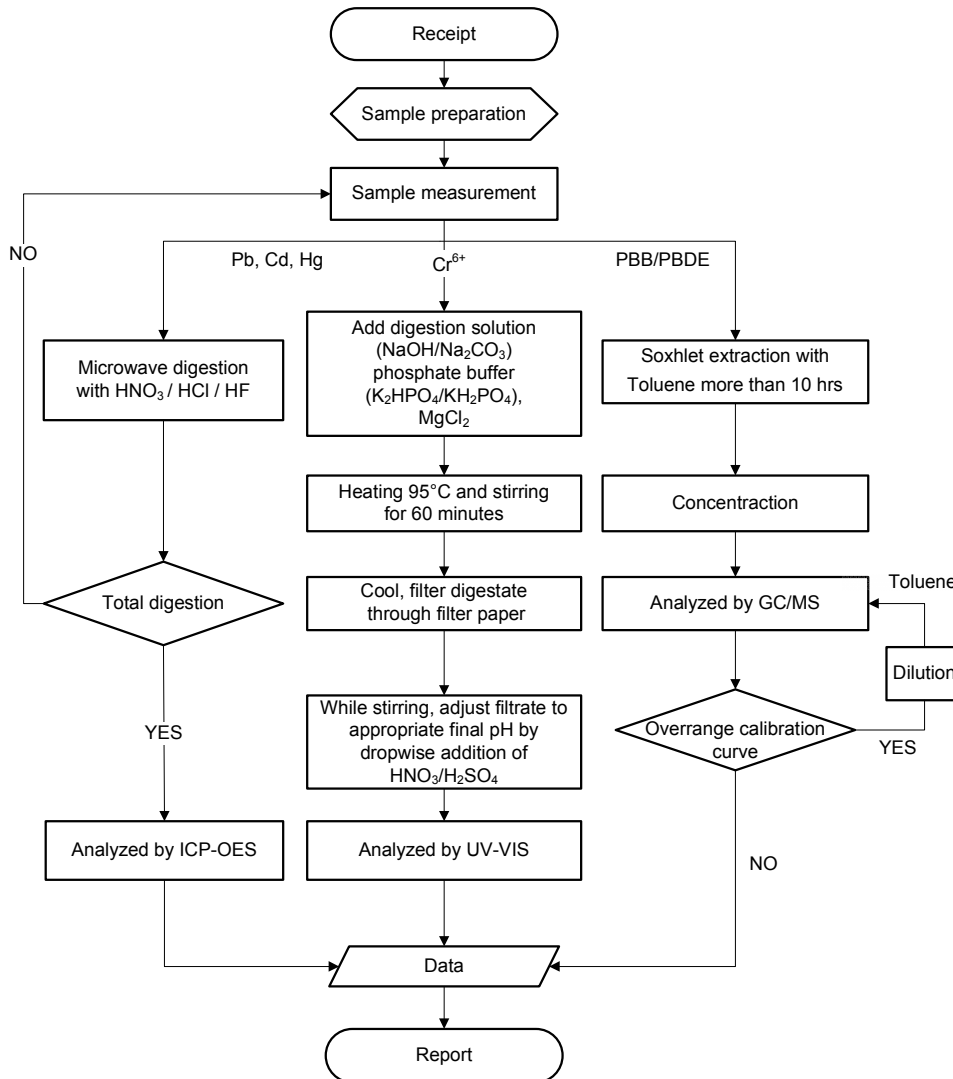 Receipt
Sample preparation
Sample measurement
NO
Pb, Cd, Hg
Cr⁶⁺
PBB/PBDE
Microwave digestion
with HNO₃ / HCl / HF
Add digestion solution
(NaOH/Na₂CO₃)
phosphate buffer
(K₂HPO₄/KH₂PO₄),
MgCl₂
Soxhlet extraction with
Toluene more than 10 hrs
Heating 95°C and stirring
for 60 minutes
Concentraction
Total digestion
Cool, filter digestate
through filter paper
Analyzed by GC/MS
Toluene
Dilution
YES
While stirring, adjust filtrate to
appropriate final pH by
dropwise addition of
HNO₃/H₂SO₄
Overrange calibration
curve
YES
Analyzed by ICP-OES
Analyzed by UV-VIS
NO
Data
Report